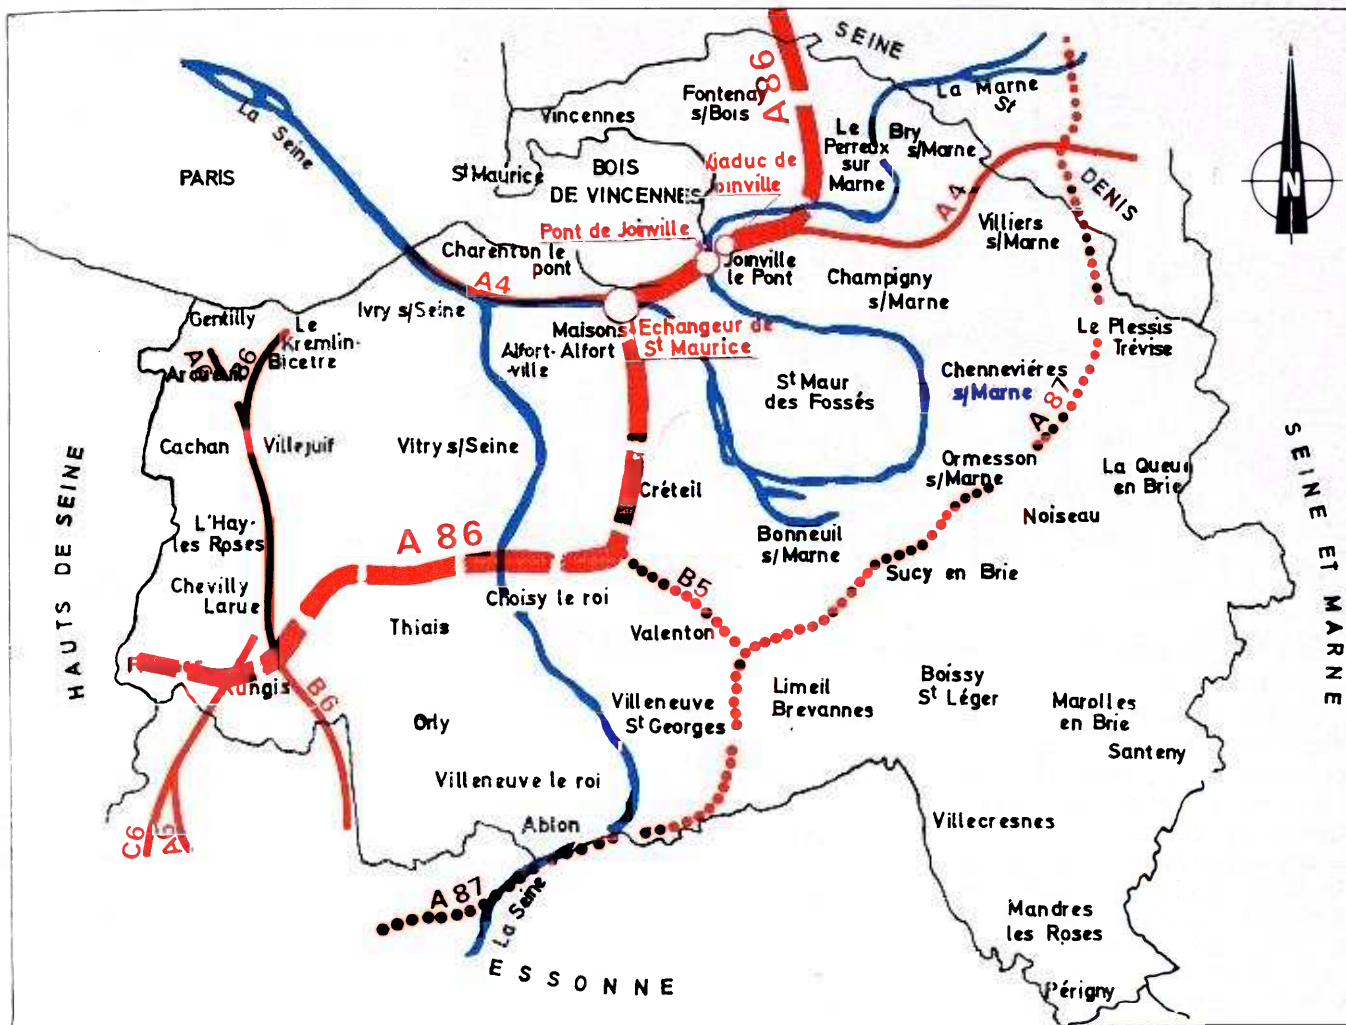 SEINE
St DENIS
La Marne
A 86
Fontenay
s/Bois
Vincennes
La Seine
PARIS
St Maurice
BOIS
DE VINCENNES
Le
Perreux
sur
Marne
Bry
s/Marne
Viaduc de
Joinville
A4
Villiers
s/Marne
N
Pont de Joinville
Charenton le
pont
Joinville
le Pont
Champigny
s/Marne
A4
Ivry s/Seine
Gentilly
Le
Kremlin-
Bicetre
Maisons
Alfort
Alfort-
ville
Echangeur de
St Maurice
Le Plessis
Trévise
A6
B6
St Maur
des Fossés
Chenneviéres
s/Marne
A 87
Cachan
Villejuif
Vitry s/Seine
Créteil
Ormesson
s/Marne
La Queue
en Brie
SEINE ET MARNE
HAUTS DE SEINE
L'Hay-
les Roses
A 86
Bonneuil
s/Marne
Noiseau
Chevilly
Larue
Choisy le roi
B5
Sucy en Brie
Thiais
Valenton
Rungis
B6
Villeneuve
St Georges
Limeil
Brevannes
Boissy
St Léger
Marolles
en Brie
Orly
Santeny
Villeneuve le roi
C6
A6
Ablon
Villecresnes
A 87
La Seine
Mandres
les Roses
ESSONNE
Périgny